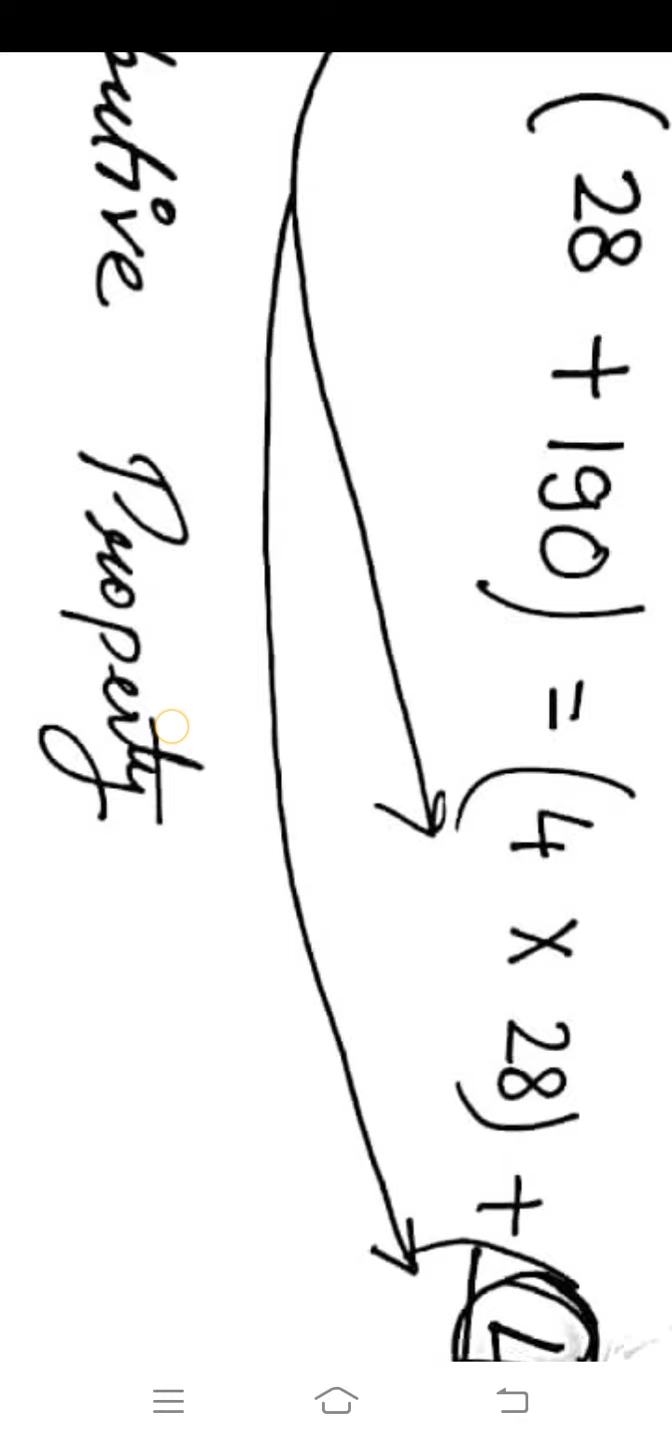 (28 + 190) = (4 x 28) +
Property